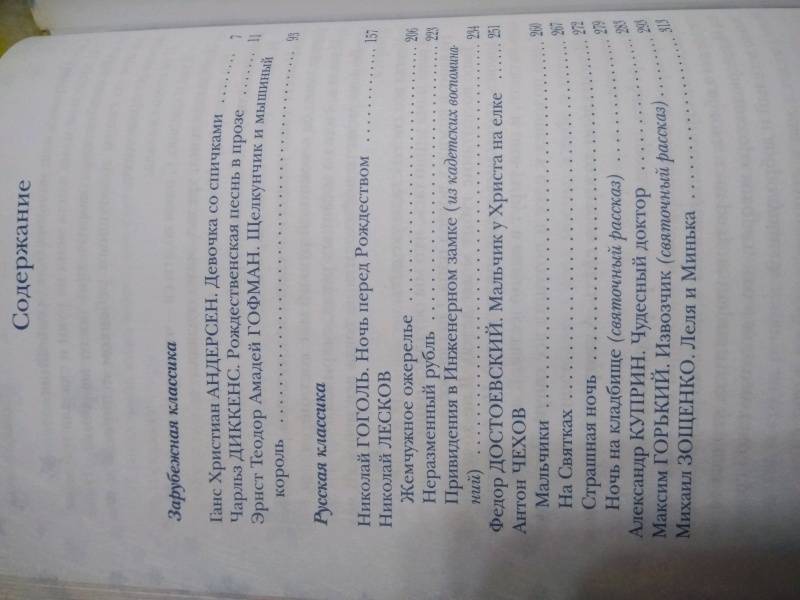 Содержание
Зарубежная классика
Ганс Христиан АНДЕРСЕН. Девочка со спичками ........ 7
Чарльз ДИККЕНС. Рождественская песнь в прозе ..... 11
Эрнст Теодор Амадей ГОФМАН. Щелкунчик и мышиный
король ........ 93
Русская классика
Николай ГОГОЛЬ. Ночь перед Рождеством ........ 157
Николай ЛЕСКОВ
Жемчужное ожерелье ........ 206
Неразменный рубль ........ 223
Привидения в Инженерном замке (из кадетских воспомина-
ний) ........ 234
Федор ДОСТОЕВСКИЙ. Мальчик у Христа на елке ...... 251
Антон ЧЕХОВ
Мальчики ........ 260
На Святках ........ 267
Страшная ночь ........ 272
Ночь на кладбище (святочный рассказ) ........ 279
Александр КУПРИН. Чудесный доктор ........ 283
Максим ГОРЬКИЙ. Извозчик (святочный рассказ) ........ 293
Михаил ЗОЩЕНКО. Леля и Минька ........ 313